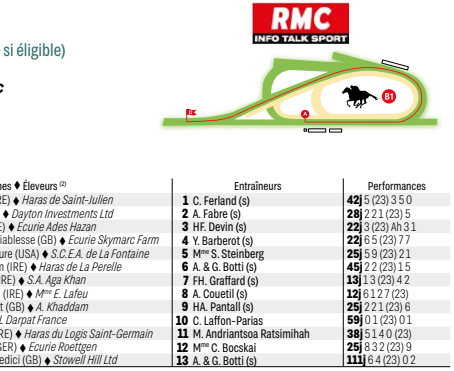 RMC
INFO TALK SPORT
si éligible)
B1
A
nes ♦ Éleveurs (2) Entraîneurs Performances
RE) ♦ Haras de Saint-Julien 1 C. Ferland (s) 42j 5 (23) 3 5 0
♦ Dayton Investments Ltd 2 A. Fabre (s) 28j 2 2 1 (23) 5
E) ♦ Ecurie Ades Hazan 3 HF. Devin (s) 22j 3 (23) Ah 3 1
iablesse (GB) ♦ Ecurie Skymarc Farm 4 Y. Barberot (s) 22j 6 5 (23) 7 7
ure (USA) ♦ S.C.E.A. de La Fontaine 5 Mme S. Steinberg 25j 5 9 (23) 2 1
m (IRE) ♦ Haras de La Perelle 6 A. & G. Botti (s) 45j 2 2 (23) 1 5
IRE) ♦ S.A. Aga Khan 7 FH. Graffard (s) 13j 1 3 (23) 4 2
(IRE) ♦ Mme E. Lafeu 8 A. Couetil (s) 12j 6 1 2 7 (23)
t (GB) ♦ A. Khaddam 9 HA. Pantall (s) 25j 2 2 1 (23) 6
L Darpat France 10 C. Laffon-Parias 59j 0 1 (23) 0 1
RE) ♦ Haras du Logis Saint-Germain 11 M. Andriantsoa Ratsimihah 38j 5 1 4 0 (23)
GER) ♦ Ecurie Roettgen 12 Mme C. Bocskai 25j 8 3 2 (23) 9
edici (GB) ♦ Stowell Hill Ltd 13 A. & G. Botti (s) 111j 6 4 (23) 0 2